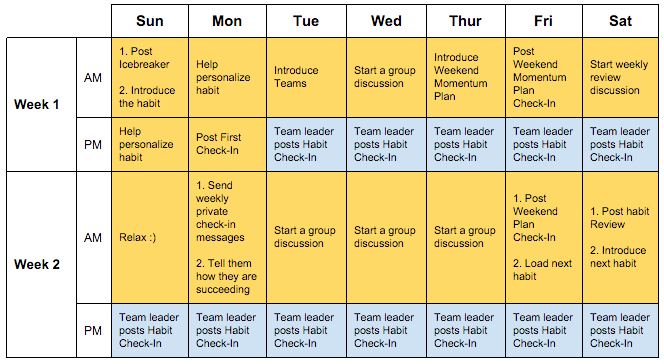 Sun Mon Tue Wed Thur Fri Sat
Week 1
AM
1. Post
Icebreaker
2. Introduce
the habit
Help
personalize
habit
Introduce
Teams
Start a group
discussion
Introduce
Weekend
Momentum
Plan
Post
Weekend
Momentum
Plan
Check-In
Start weekly
review
discussion
PM
Help
personalize
habit
Post First
Check-In
Team leader
posts Habit
Check-In
Team leader
posts Habit
Check-In
Team leader
posts Habit
Check-In
Team leader
posts Habit
Check-In
Team leader
posts Habit
Check-In
Week 2
AM
Relax :)
1. Send
weekly
private
check-in
messages
2. Tell them
how they are
succeeding
Start a group
discussion
Start a group
discussion
Start a group
discussion
1. Post
Weekend
Plan
Check-In
2. Load next
habit
1. Post habit
Review
2. Introduce
next habit
PM
Team leader
posts Habit
Check-In
Team leader
posts Habit
Check-In
Team leader
posts Habit
Check-In
Team leader
posts Habit
Check-In
Team leader
posts Habit
Check-In
Team leader
posts Habit
Check-In
Team leader
posts Habit
Check-In